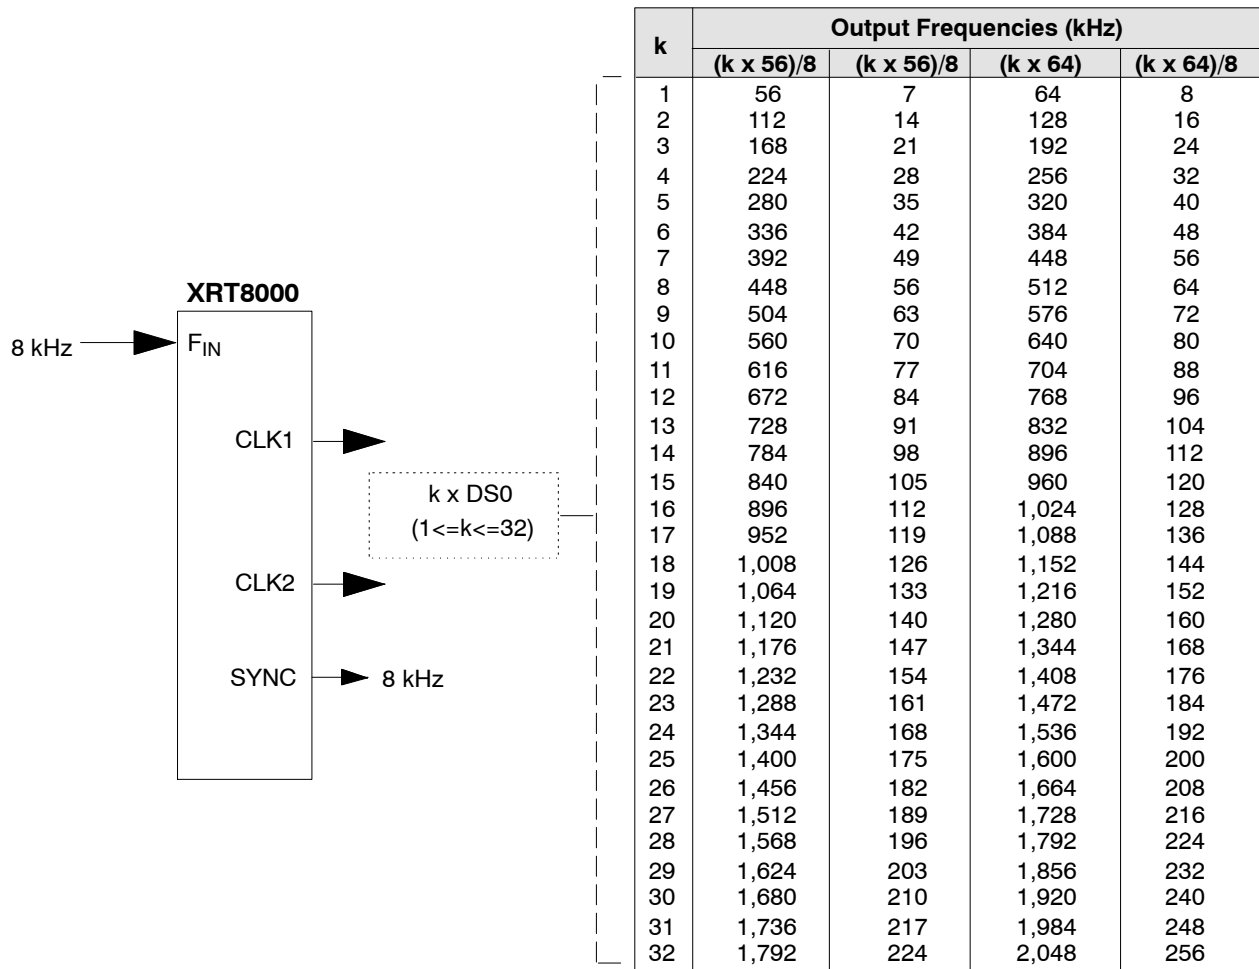 XRT8000
8 kHz
FIN
CLK1
CLK2
SYNC
8 kHz
k x DS0
(1<=k<=32)
k Output Frequencies (kHz)
(k x 56)/8 (k x 56)/8 (k x 64) (k x 64)/8
1 56 7 64 8
2 112 14 128 16
3 168 21 192 24
4 224 28 256 32
5 280 35 320 40
6 336 42 384 48
7 392 49 448 56
8 448 56 512 64
9 504 63 576 72
10 560 70 640 80
11 616 77 704 88
12 672 84 768 96
13 728 91 832 104
14 784 98 896 112
15 840 105 960 120
16 896 112 1,024 128
17 952 119 1,088 136
18 1,008 126 1,152 144
19 1,064 133 1,216 152
20 1,120 140 1,280 160
21 1,176 147 1,344 168
22 1,232 154 1,408 176
23 1,288 161 1,472 184
24 1,344 168 1,536 192
25 1,400 175 1,600 200
26 1,456 182 1,664 208
27 1,512 189 1,728 216
28 1,568 196 1,792 224
29 1,624 203 1,856 232
30 1,680 210 1,920 240
31 1,736 217 1,984 248
32 1,792 224 2,048 256